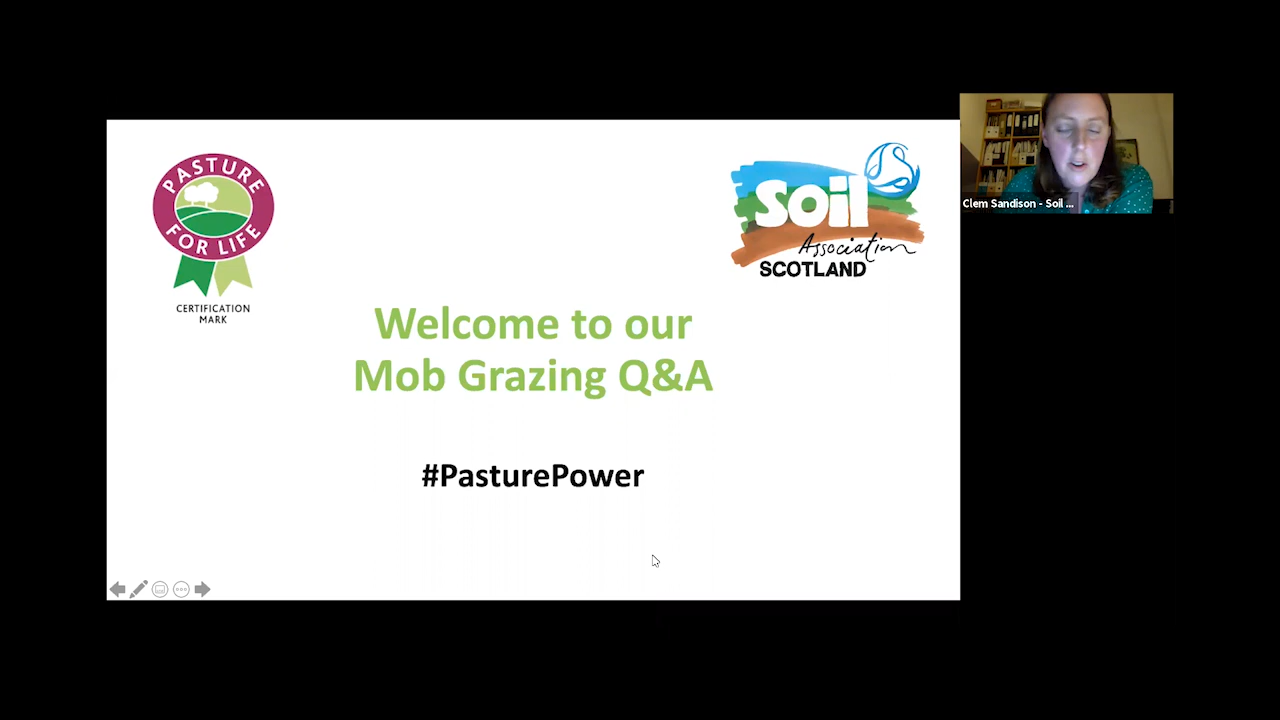 PASTURE
FOR LIFE
CERTIFICATION
MARK
Soil
Association
SCOTLAND
Clem Sandison - Soil ...
Welcome to our
Mob Grazing Q&A
#PasturePower